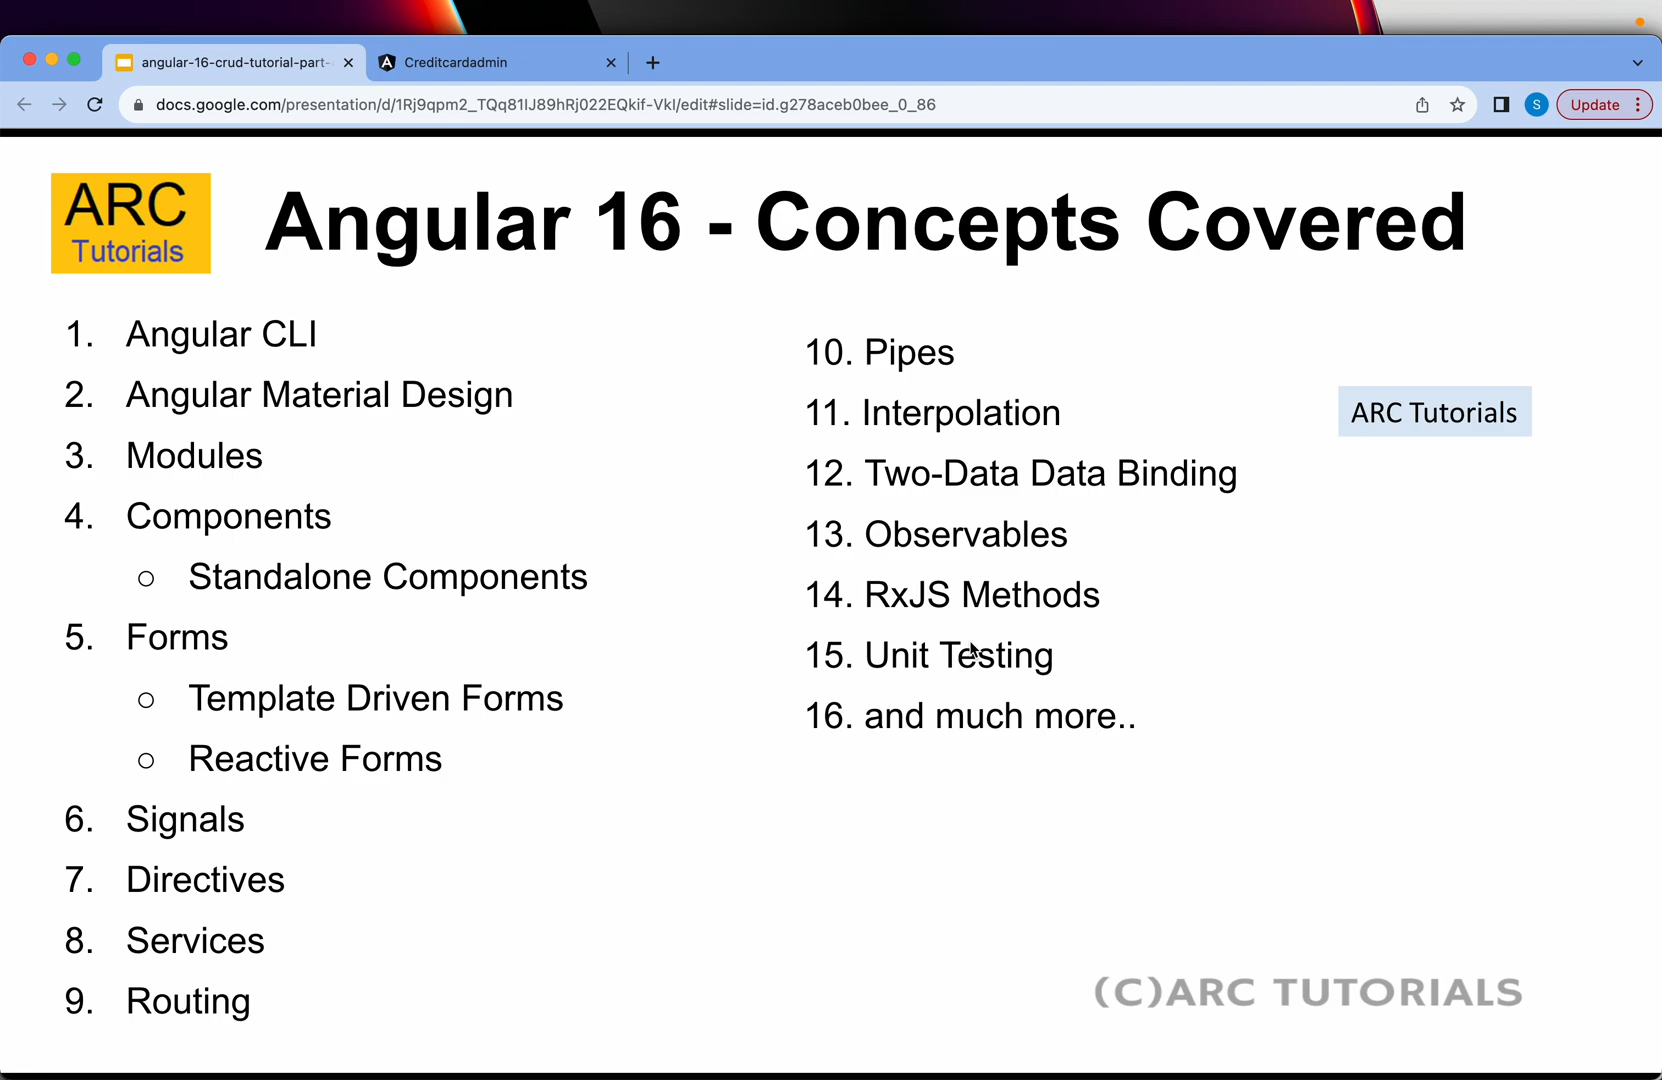 angular-16-crud-tutorial-part-
Creditcardadmin
docs.google.com/presentation/d/1Rj9qpm2_TQq81IJ89hRj022EQkif-VkI/edit#slide=id.g278aceb0bee_0_86
S
Update
ARC
Tutorials
Angular 16 - Concepts Covered
1. Angular CLI
2. Angular Material Design
3. Modules
4. Components
○ Standalone Components
5. Forms
○ Template Driven Forms
○ Reactive Forms
6. Signals
7. Directives
8. Services
9. Routing
10. Pipes
11. Interpolation
12. Two-Data Data Binding
13. Observables
14. RxJS Methods
15. Unit Testing
16. and much more..
ARC Tutorials
(C)ARC TUTORIALS